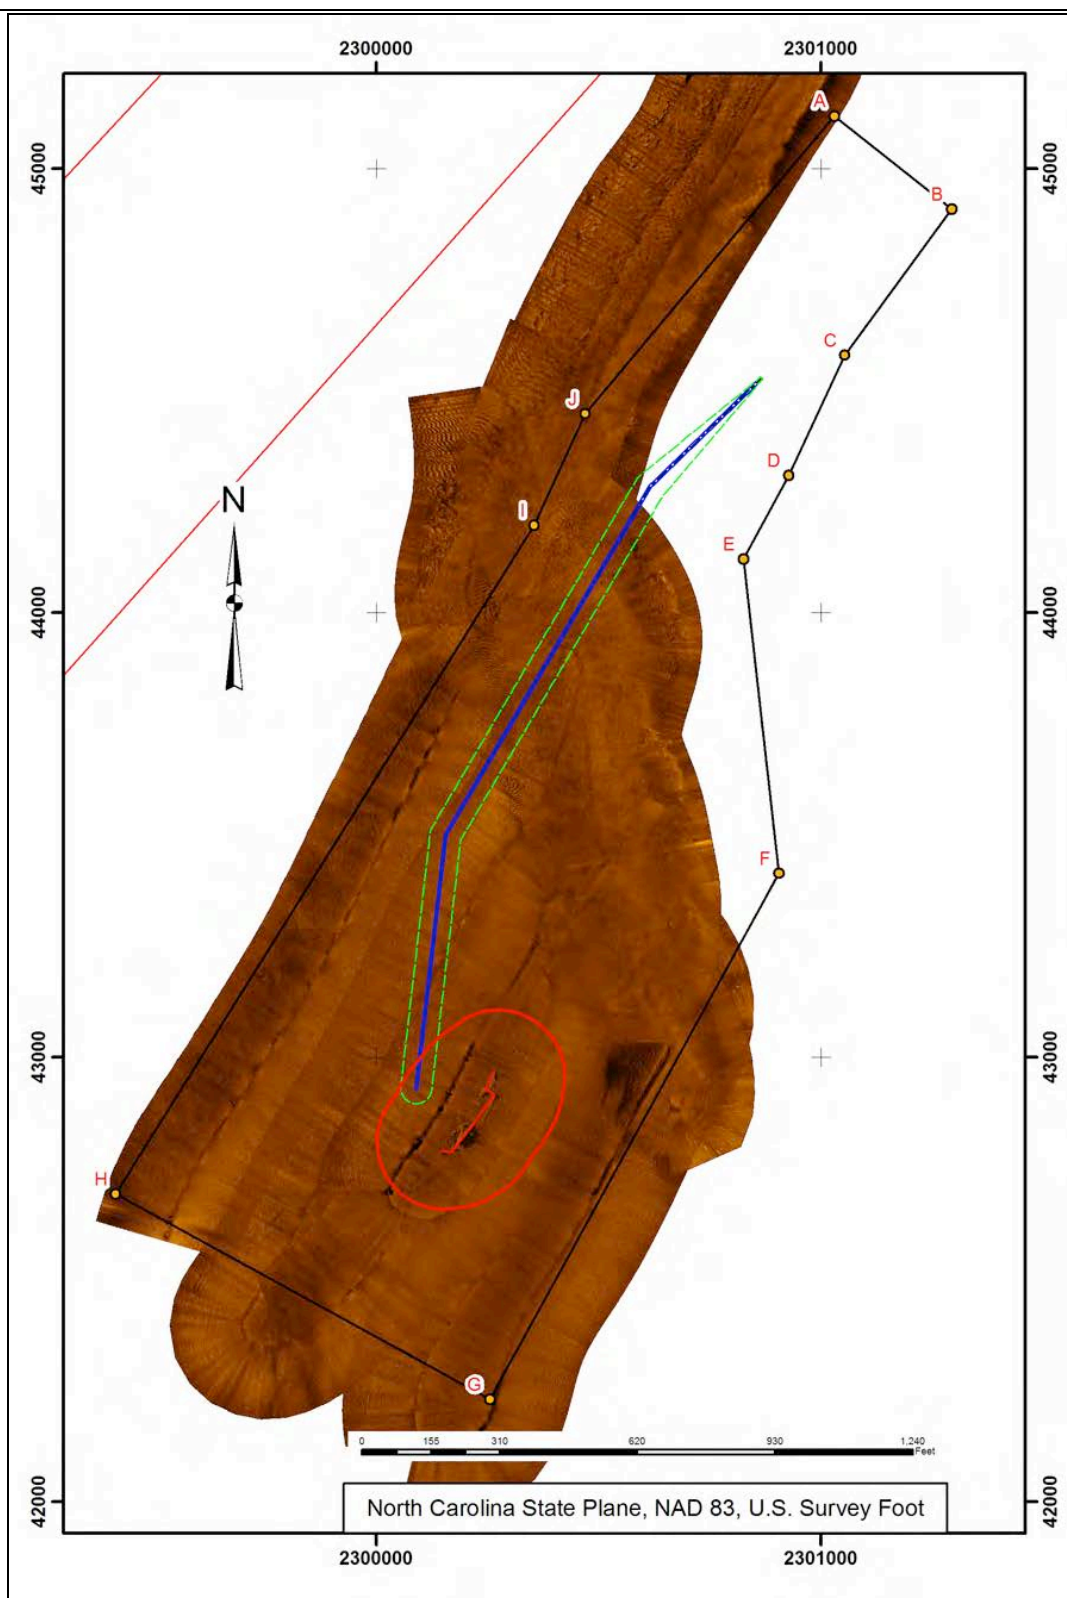 2300000 2301000
A
45000 45000
B
C
J
D
N
I
E
44000 44000
F
43000 43000
H
G
0 155 310 620 930 1,240
Feet
42000 42000
North Carolina State Plane, NAD 83, U.S. Survey Foot
2300000 2301000